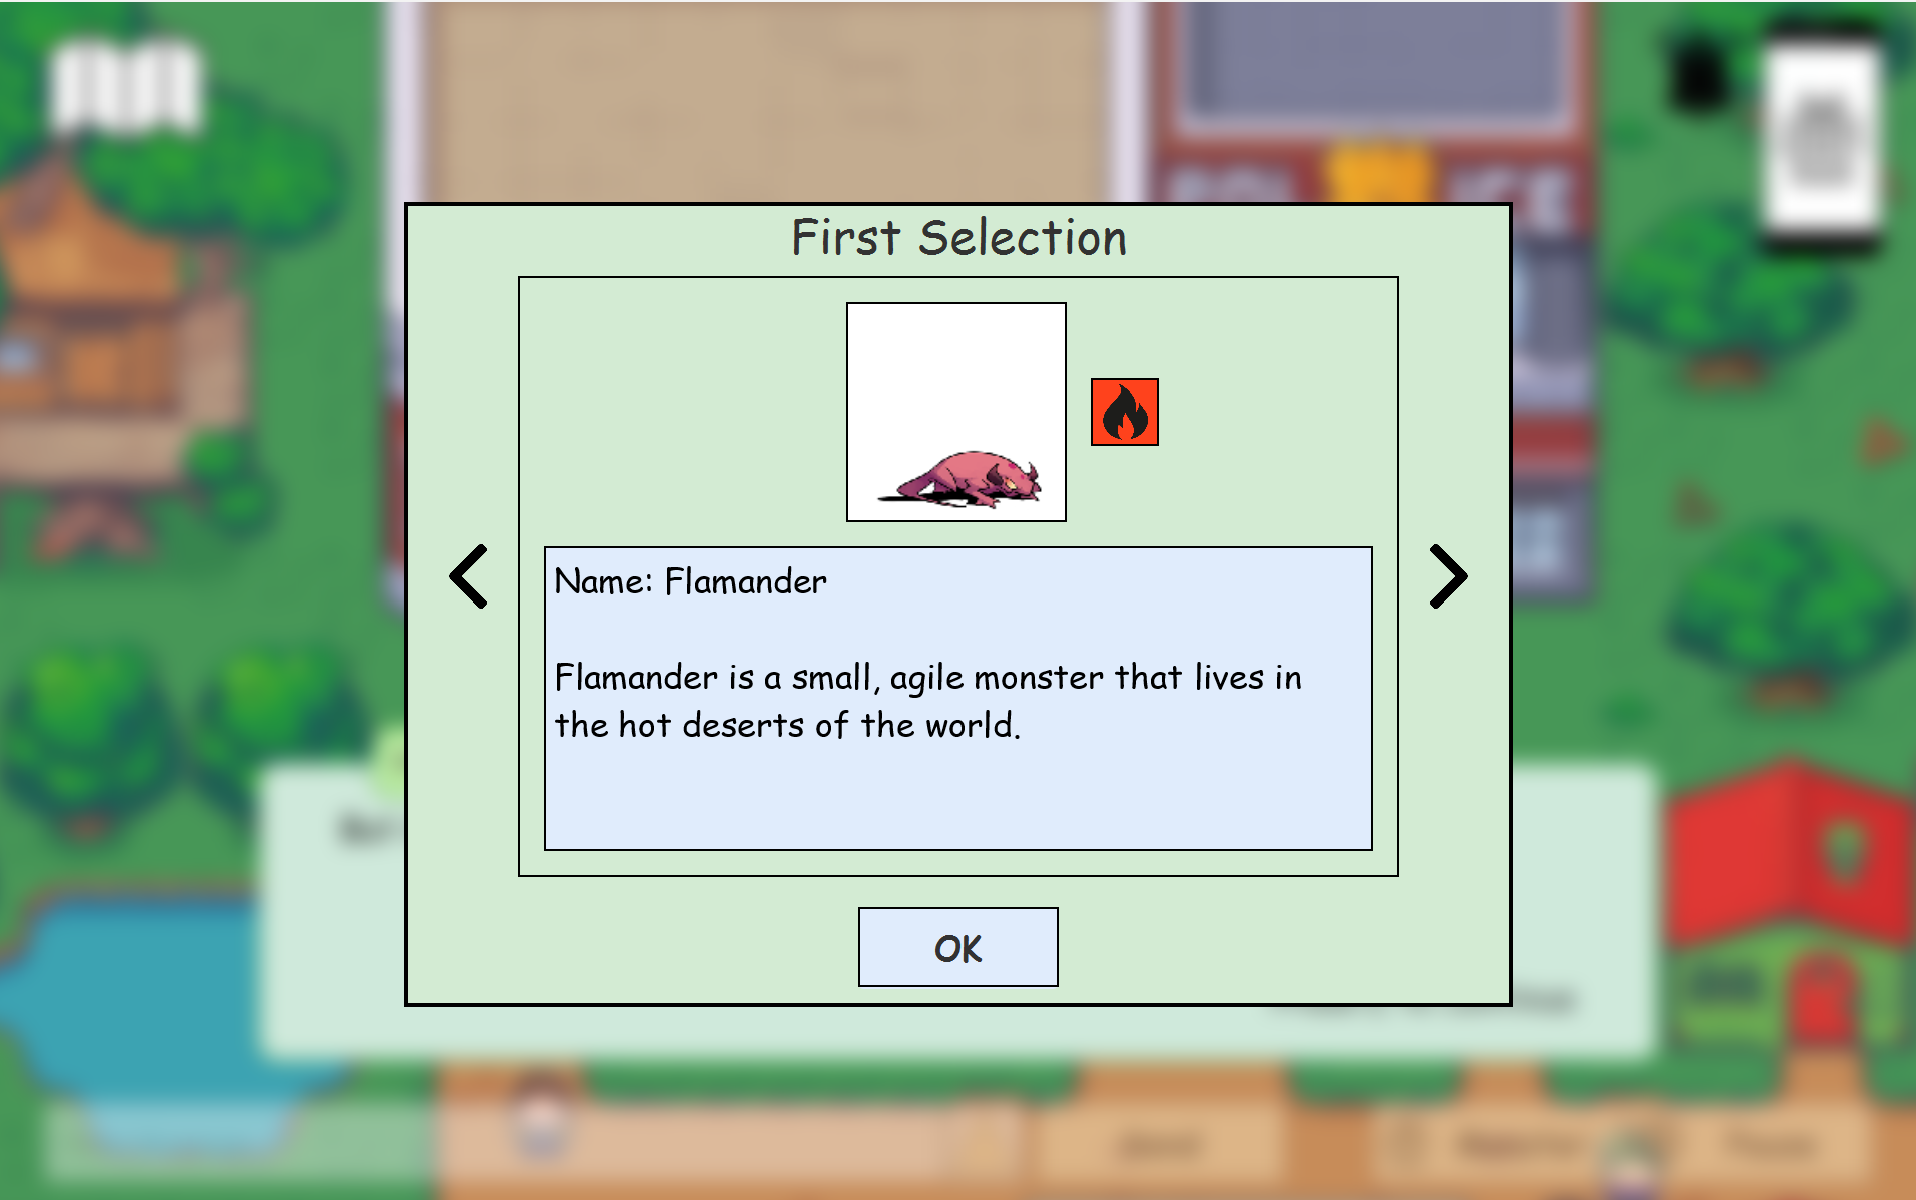 First Selection
Name: Flamander
Flamander is a small, agile monster that lives in
the hot deserts of the world.
OK